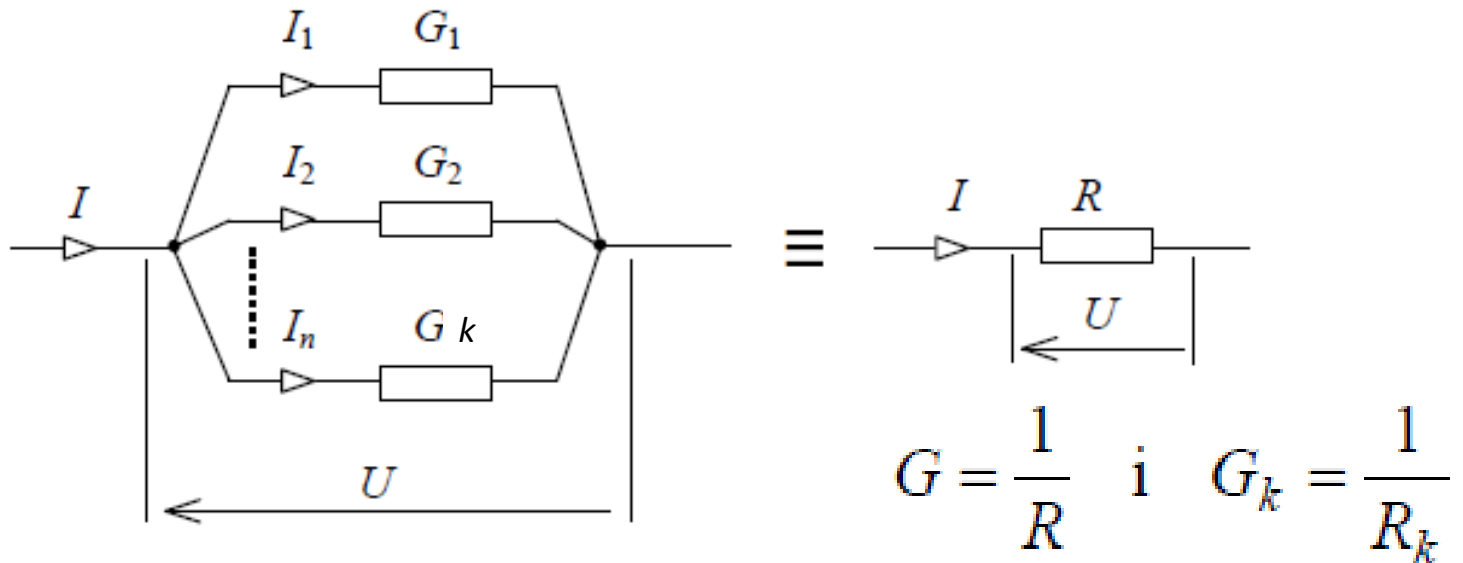 I₁ G₁
I₂ G₂
I
Iₙ G k
U
≡
I R
U
G = 1/R i Gₖ = 1/Rₖ